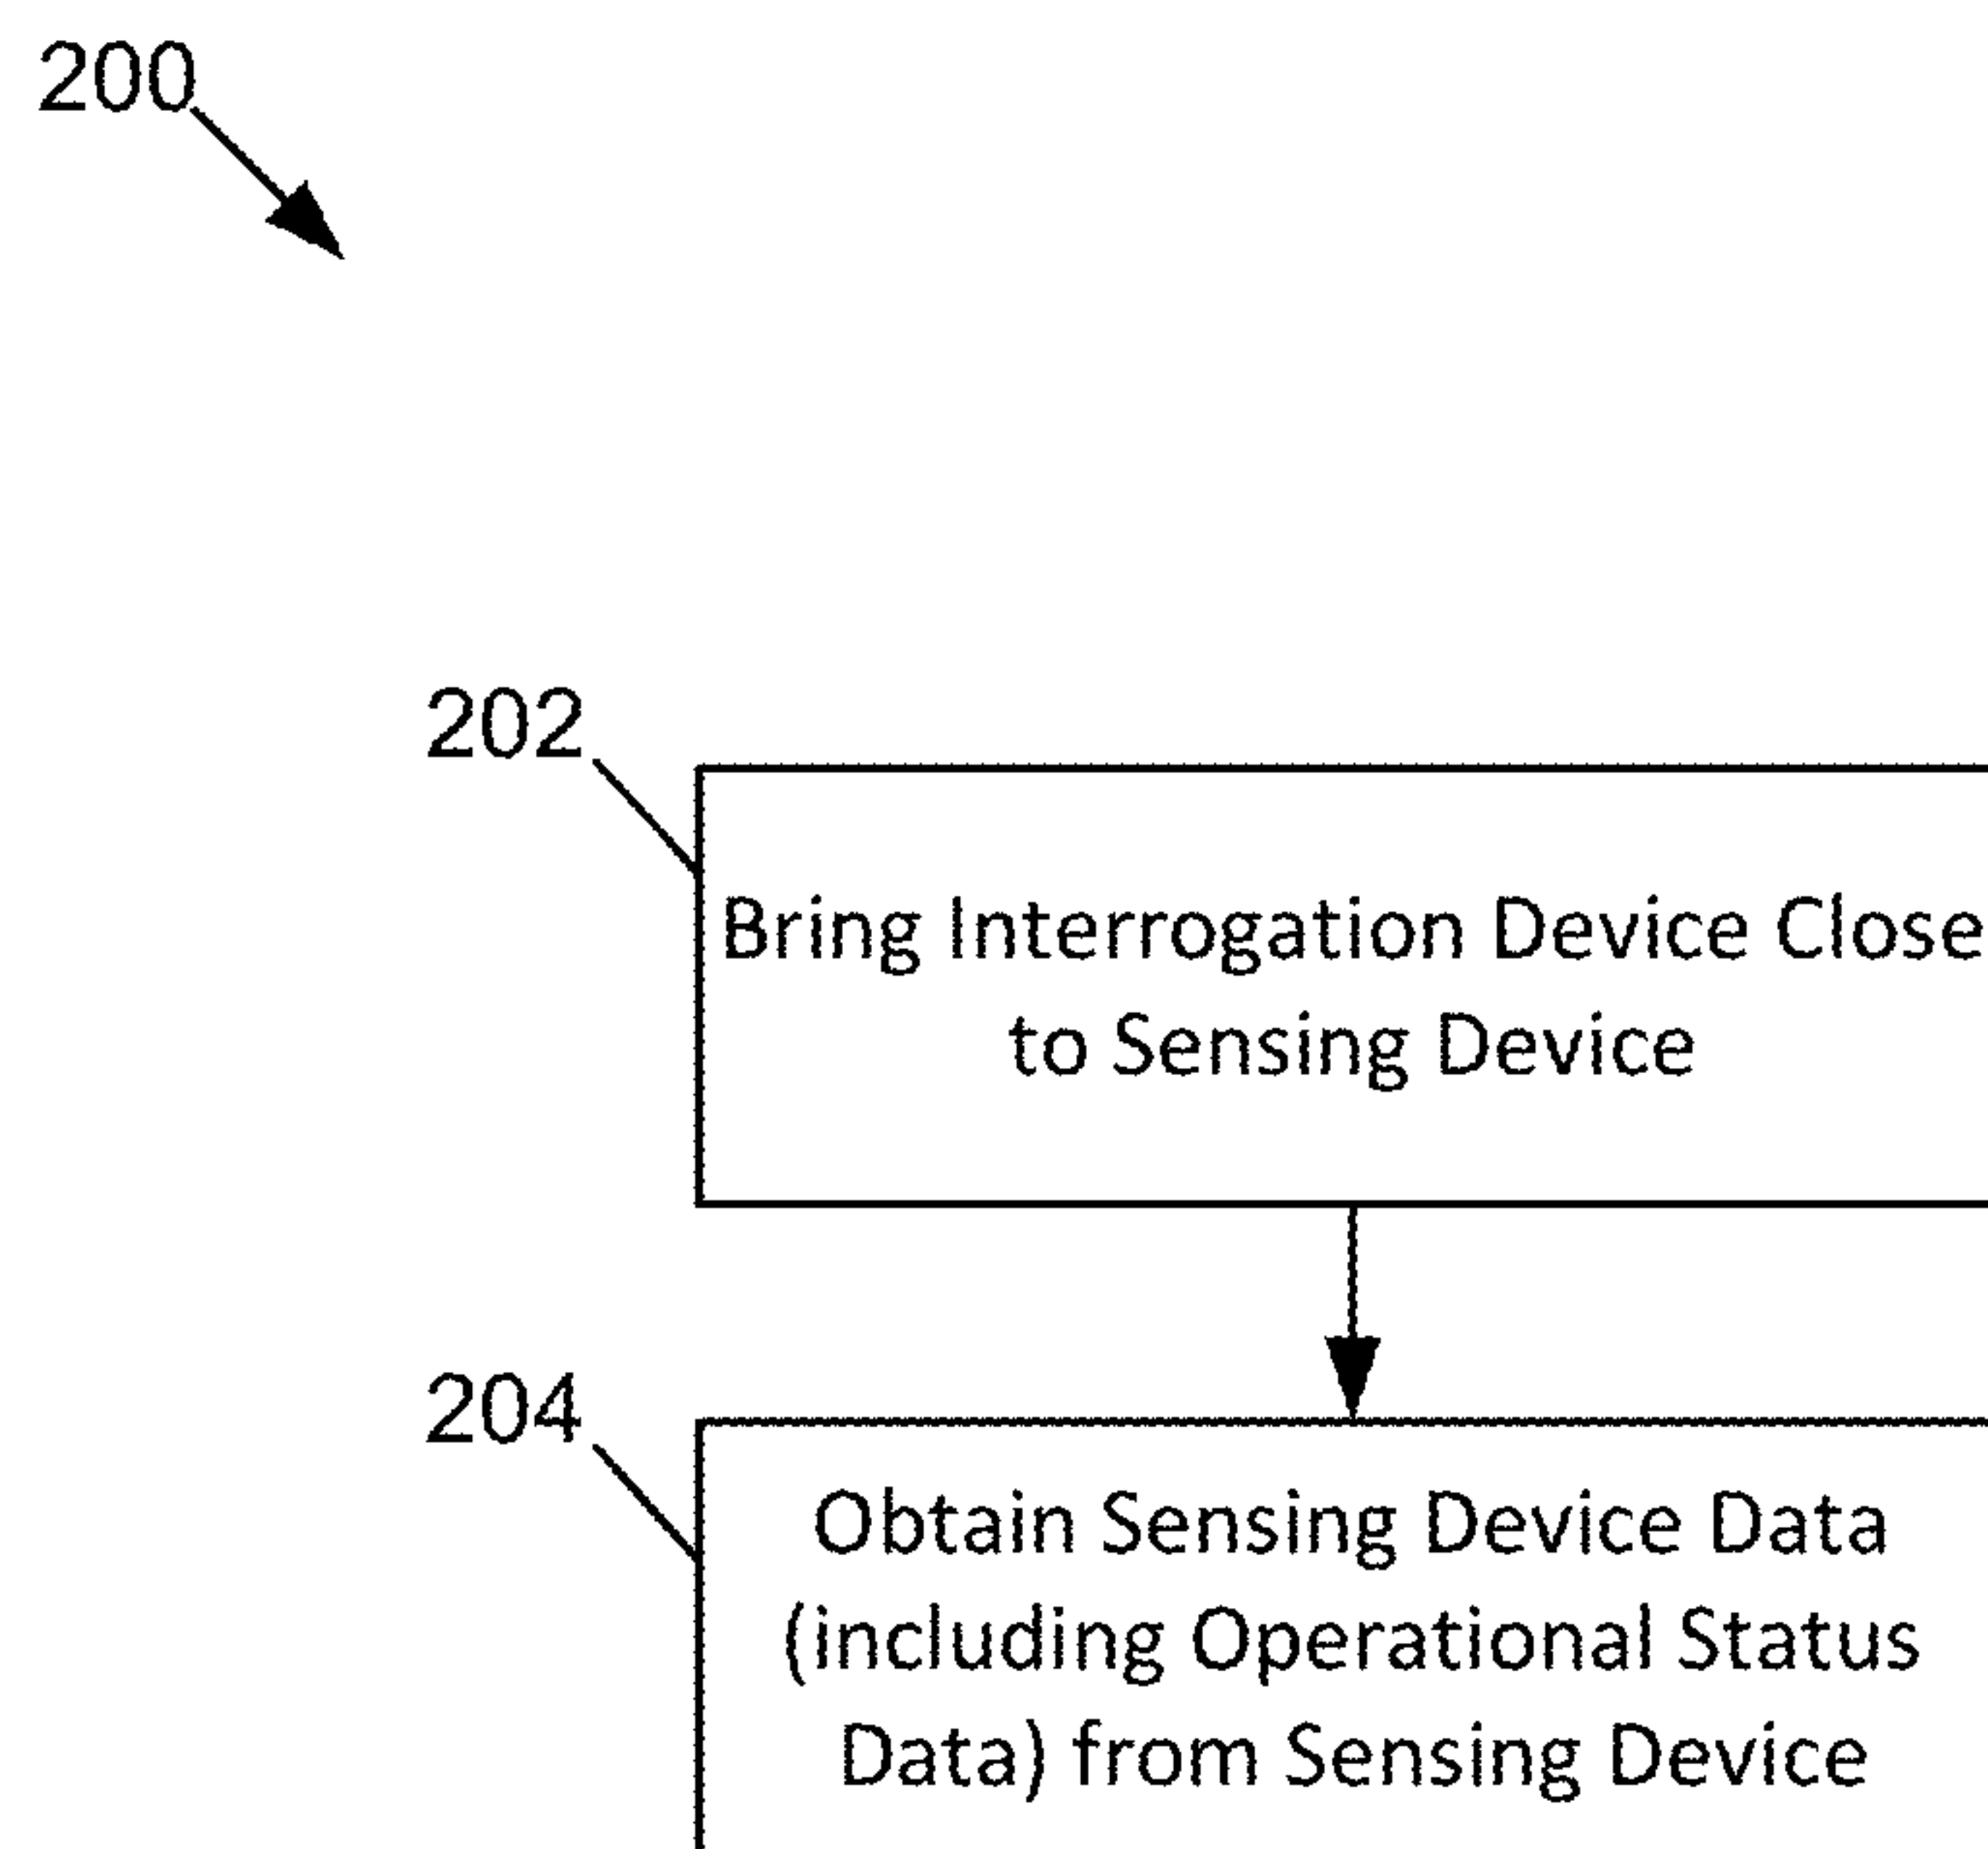 200
202
Bring Interrogation Device Close
to Sensing Device
204
Obtain Sensing Device Data
(including Operational Status
Data) from Sensing Device